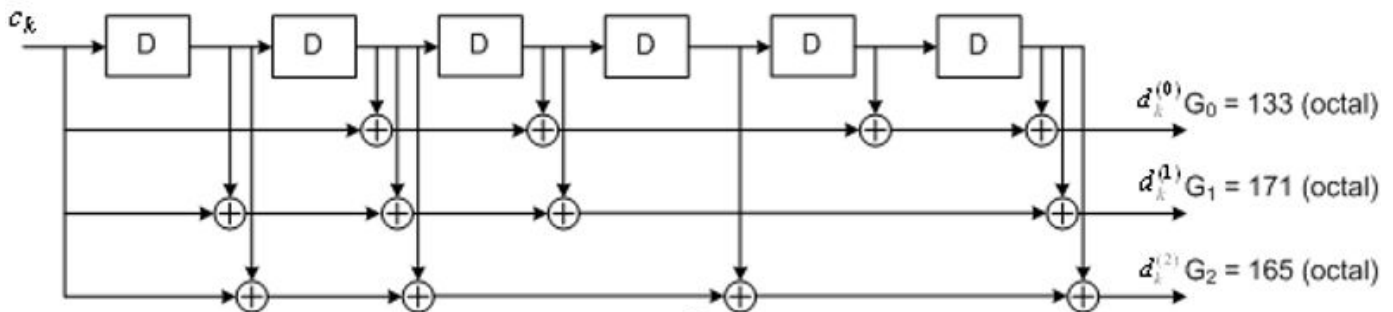 c_k
D D D D D D
d_k^(0) G₀ = 133 (octal)
d_k^(1) G₁ = 171 (octal)
d_k^(2) G₂ = 165 (octal)